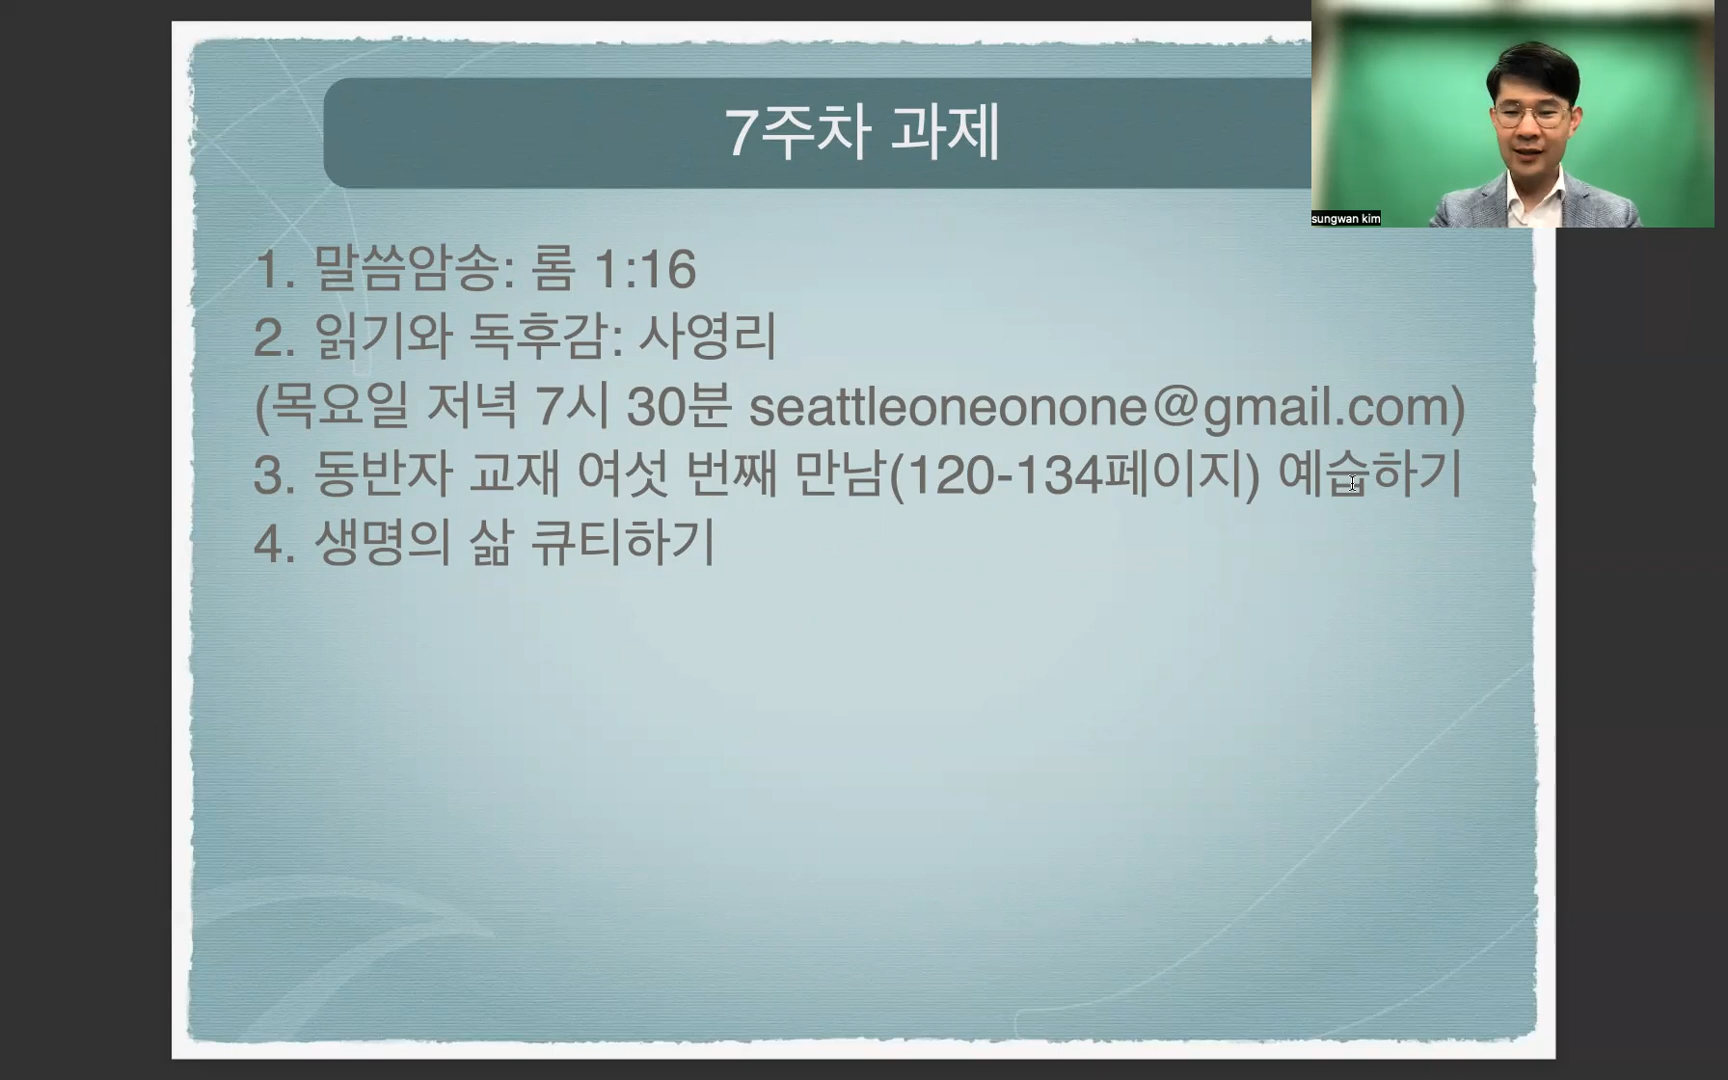 7주차 과제
sungwan kim
1. 말씀암송: 롬 1:16
2. 읽기와 독후감: 사영리
(목요일 저녁 7시 30분 seattleoneonone@gmail.com)
3. 동반자 교재 여섯 번째 만남(120-134페이지) 예습하기
4. 생명의 삶 큐티하기